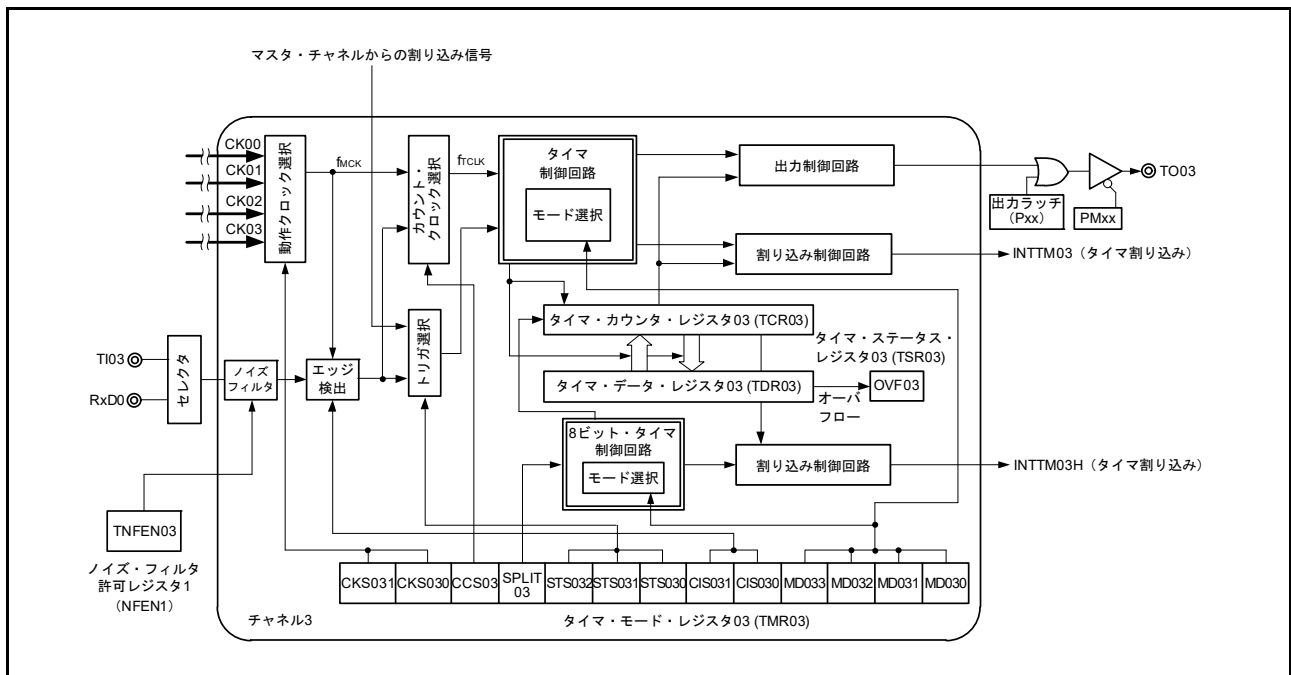 マスタ・チャネルからの割り込み信号
CK00
CK01
CK02
CK03
動作クロック選択
fMCK
カウント・
クロック選択
fTCLK
タイマ
制御回路
モード選択
出力制御回路
出力ラッチ
(Pxx)
PMxx
TO03
割り込み制御回路
INTTM03(タイマ割り込み)
TI03
RxD0
セレクタ
ノイズ
フィルタ
エッジ
検出
トリガ選択
タイマ・カウンタ・レジスタ03 (TCR03)
タイマ・ステータス・
レジスタ03 (TSR03)
タイマ・データ・レジスタ03 (TDR03)
OVF03
オーバ
フロー
8ビット・タイマ
制御回路
モード選択
割り込み制御回路
INTTM03H(タイマ割り込み)
TNFEN03
ノイズ・フィルタ
許可レジスタ1
(NFEN1)
CKS031 CKS030 CCS03 SPLIT
03 STS032 STS031 STS030 CIS031 CIS030 MD033 MD032 MD031 MD030
チャネル3
タイマ・モード・レジスタ03 (TMR03)